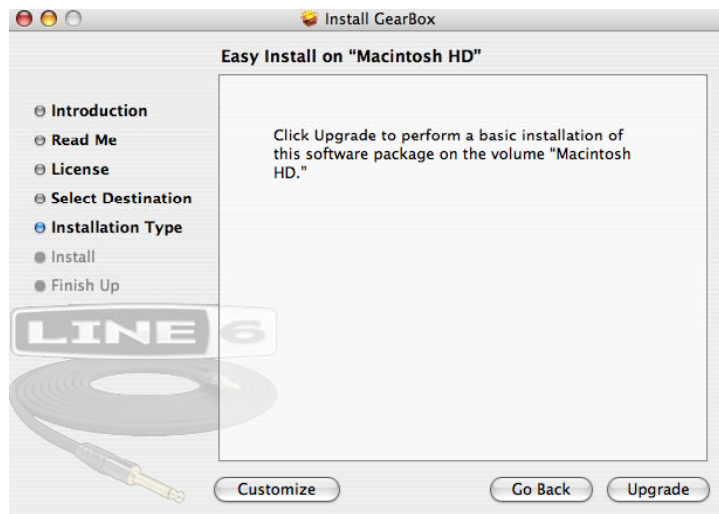 Install GearBox
Easy Install on “Macintosh HD”
Introduction
Read Me
License
Select Destination
Installation Type
Install
Finish Up
Click Upgrade to perform a basic installation of
this software package on the volume “Macintosh
HD.”
LINE 6
Customize
Go Back
Upgrade